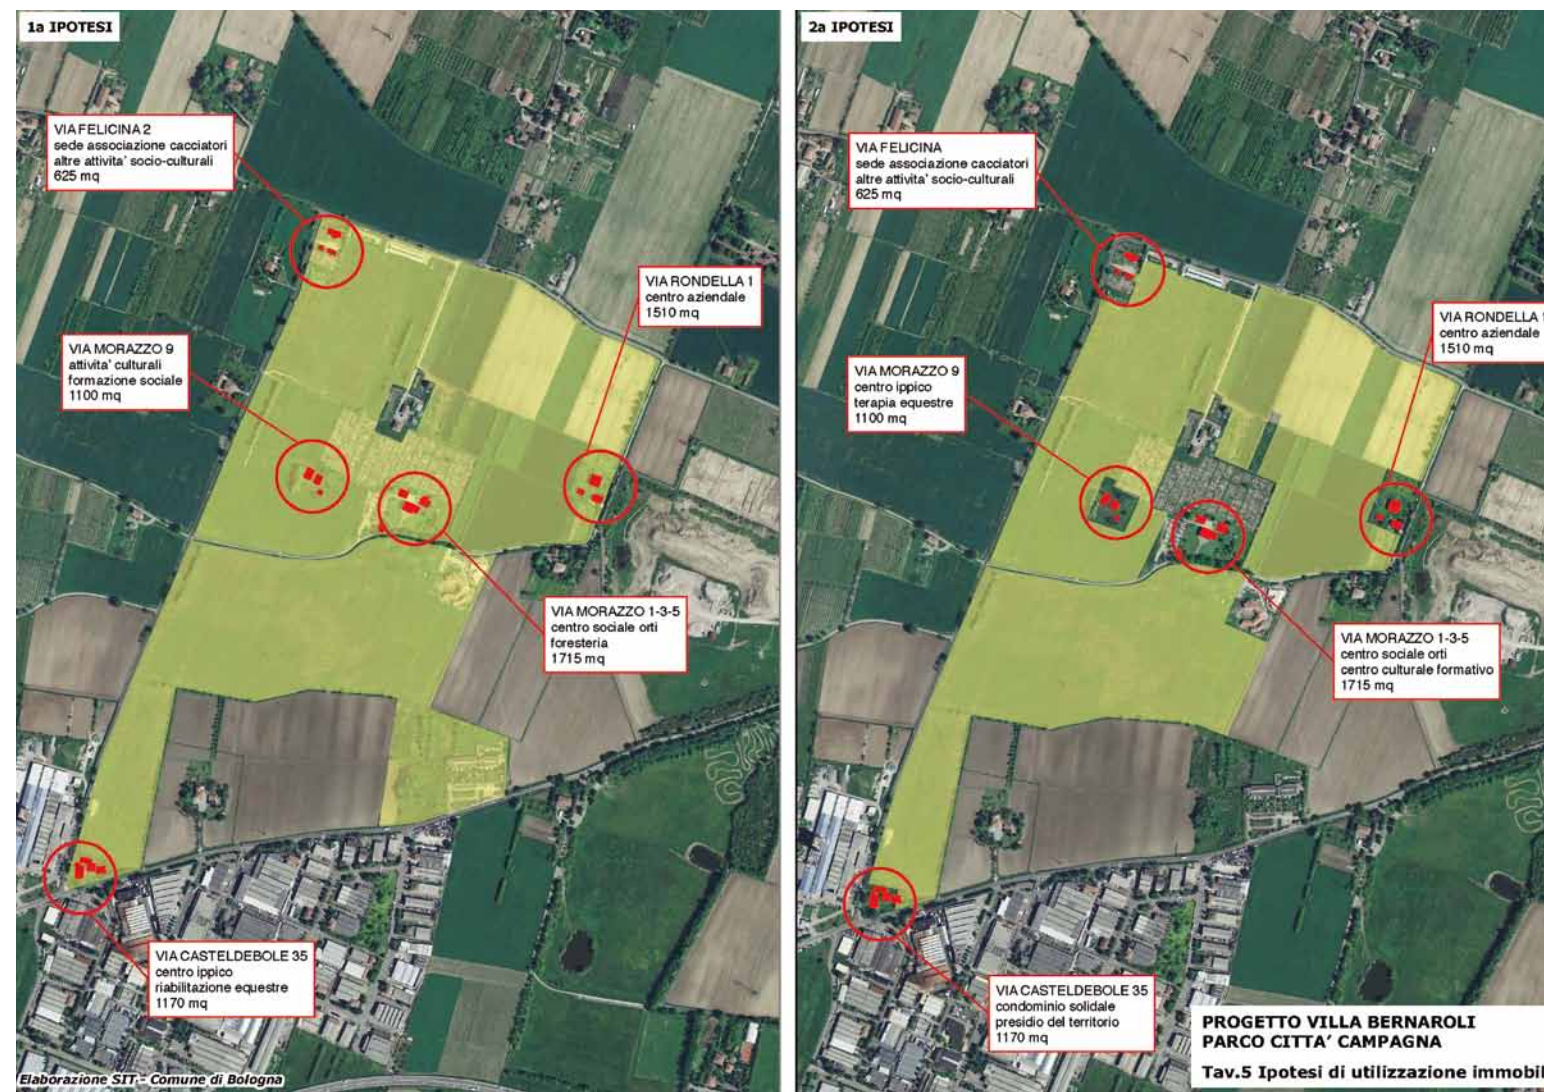 1a IPOTESI
VIA FELICINA 2
sede associazione cacciatori
altre attivita' socio-culturali
625 mq
VIA RONDELLA 1
centro aziendale
1510 mq
VIA MORAZZO 9
attivita' culturali
formazione sociale
1100 mq
VIA MORAZZO 1-3-5
centro sociale orti
foresteria
1715 mq
VIA CASTELDEBOLE 35
centro ippico
riabilitazione equestre
1170 mq
Elaborazione SIT - Comune di Bologna
2a IPOTESI
VIA FELICINA
sede associazione cacciatori
altre attivita' socio-culturali
625 mq
VIA RONDELLA 1
centro aziendale
1510 mq
VIA MORAZZO 9
centro ippico
terapia equestre
1100 mq
VIA MORAZZO 1-3-5
centro sociale orti
centro culturale formativo
1715 mq
VIA CASTELDEBOLE 35
condominio solidale
presidio del territorio
1170 mq
PROGETTO VILLA BERNAROLI
PARCO CITTA' CAMPAGNA
Tav.5 Ipotesi di utilizzazione immobil